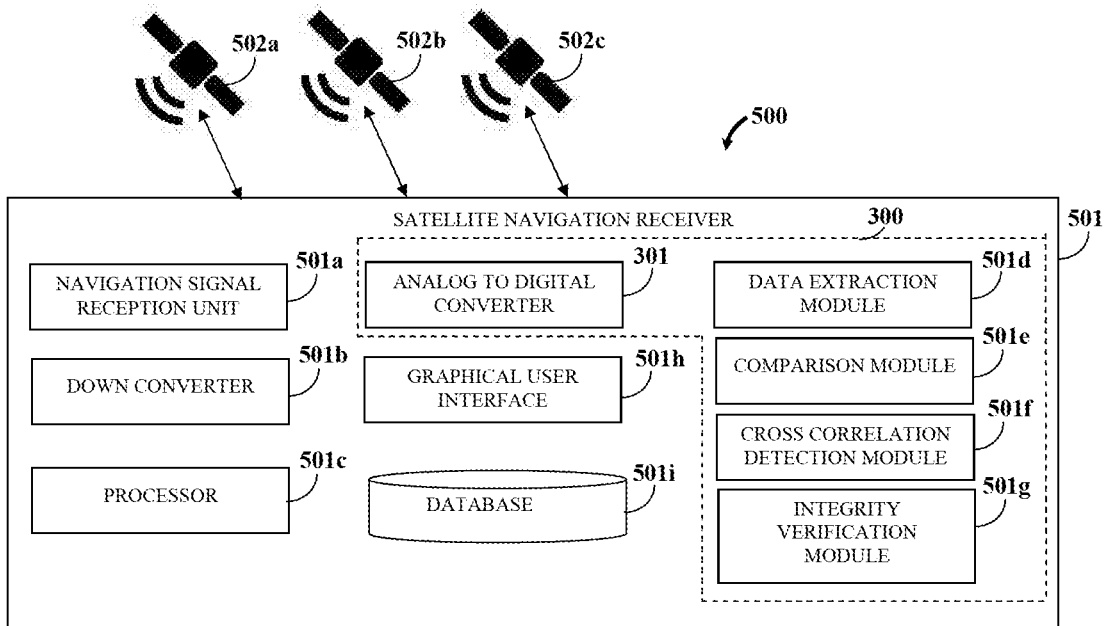 502a
502b
502c
500
SATELLITE NAVIGATION RECEIVER
300
501
501a
NAVIGATION SIGNAL
RECEPTION UNIT
301
ANALOG TO DIGITAL
CONVERTER
501d
DATA EXTRACTION
MODULE
501b
DOWN CONVERTER
501h
GRAPHICAL USER
INTERFACE
501e
COMPARISON MODULE
501f
CROSS CORRELATION
DETECTION MODULE
501c
PROCESSOR
501i
DATABASE
501g
INTEGRITY
VERIFICATION
MODULE